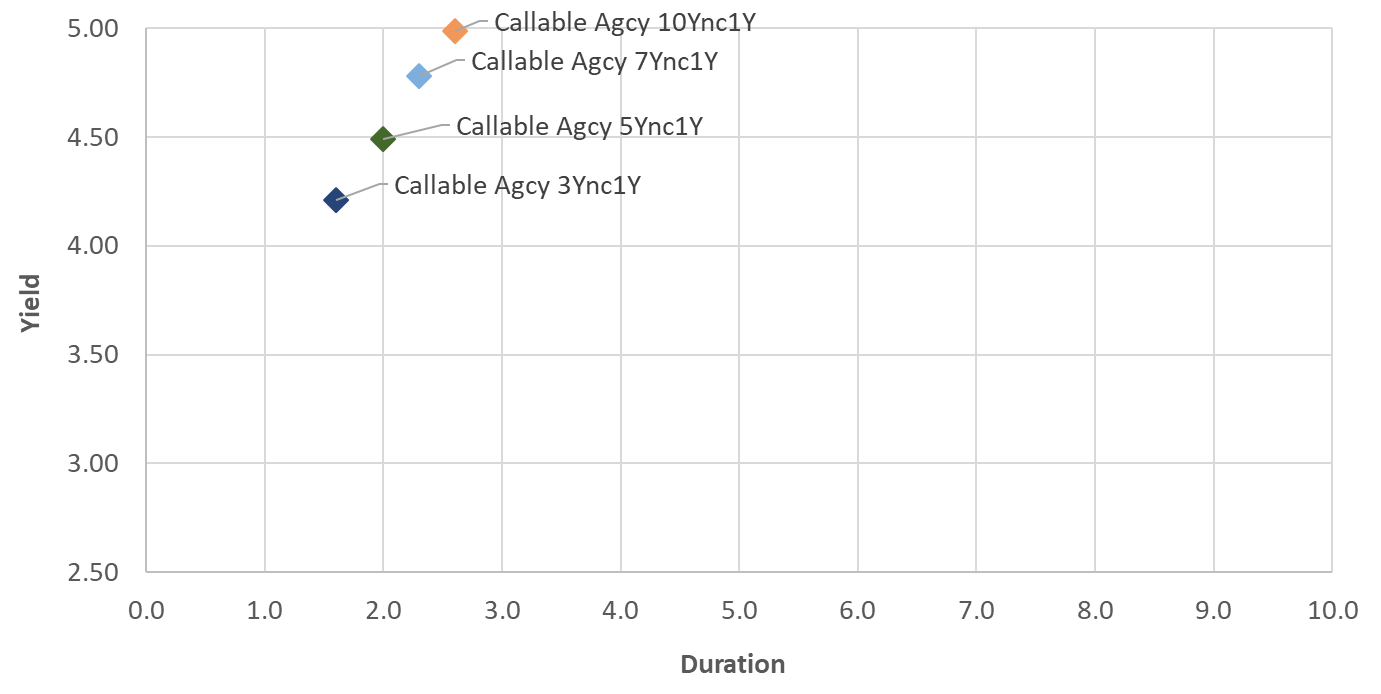 5.00
Callable Agcy 10Ync1Y
Callable Agcy 7Ync1Y
4.50
Callable Agcy 5Ync1Y
Callable Agcy 3Ync1Y
4.00
Yield
3.50
3.00
2.50
0.0 1.0 2.0 3.0 4.0 5.0 6.0 7.0 8.0 9.0 10.0
Duration